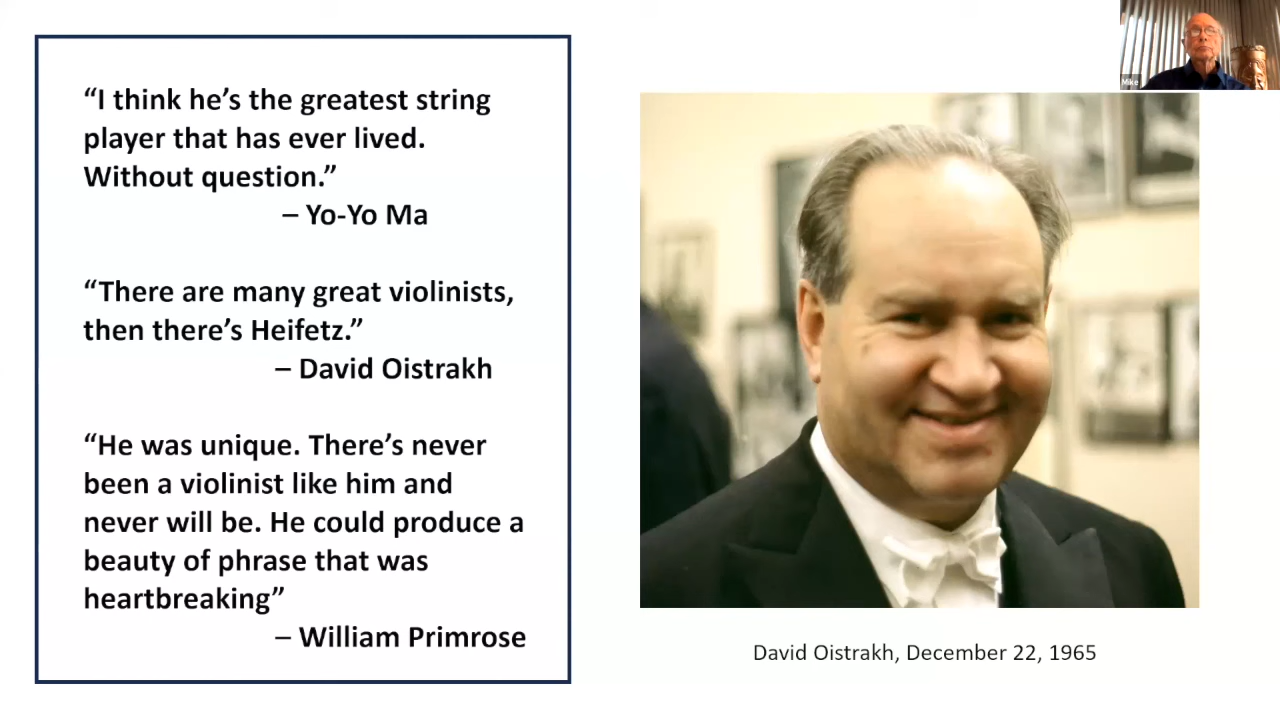 “I think he’s the greatest string
player that has ever lived.
Without question.”
– Yo-Yo Ma
“There are many great violinists,
then there’s Heifetz.”
– David Oistrakh
“He was unique. There’s never
been a violinist like him and
never will be. He could produce a
beauty of phrase that was
heartbreaking”
– William Primrose
Mike
David Oistrakh, December 22, 1965